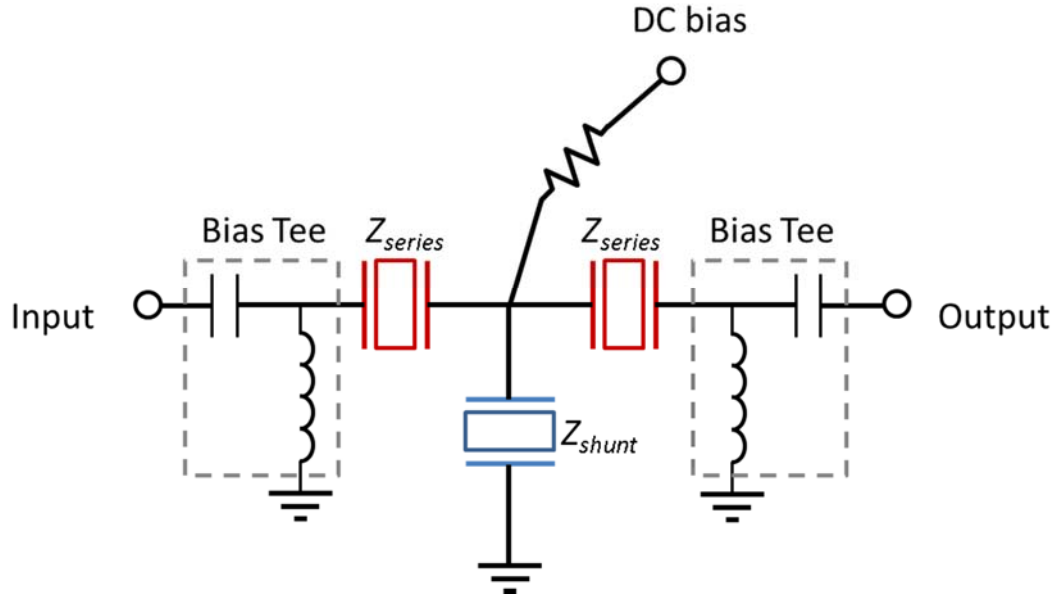 DC bias
Bias Tee
Zseries
Zseries
Bias Tee
Input
Output
Zshunt